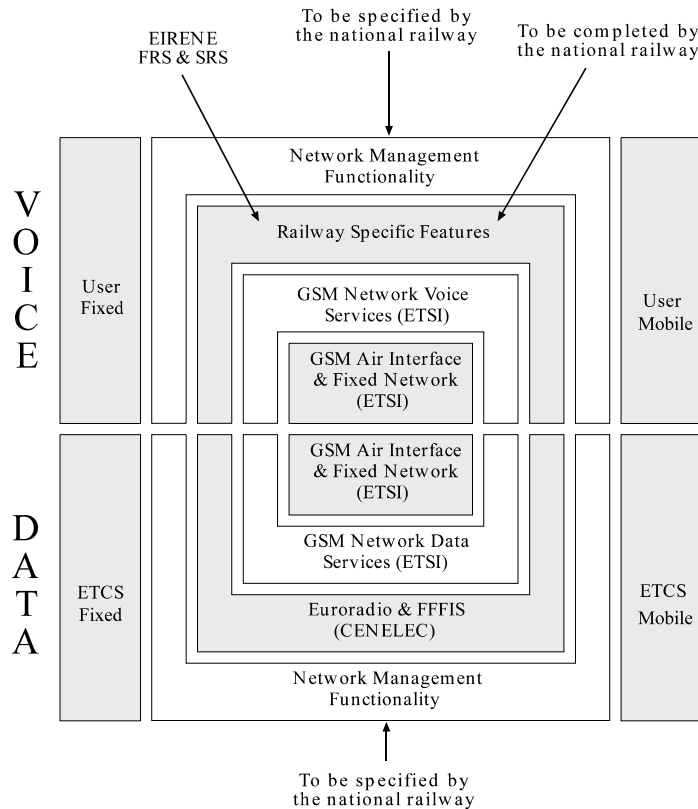 To be specified by
the national railway
EIRENE
FRS & SRS
To be completed by
the national railway
VOICE
Network Management
Functionality
Railway Specific Features
User
Fixed
GSM Network Voice
Services (ETSI)
User
Mobile
GSM Air Interface
& Fixed Network
(ETSI)
DATA
GSM Air Interface
& Fixed Network
(ETSI)
GSM Network Data
Services (ETSI)
ETCS
Fixed
ETCS
Mobile
Euroradio & FFFIS
(CENELEC)
Network Management
Functionality
To be specified by
the national railway